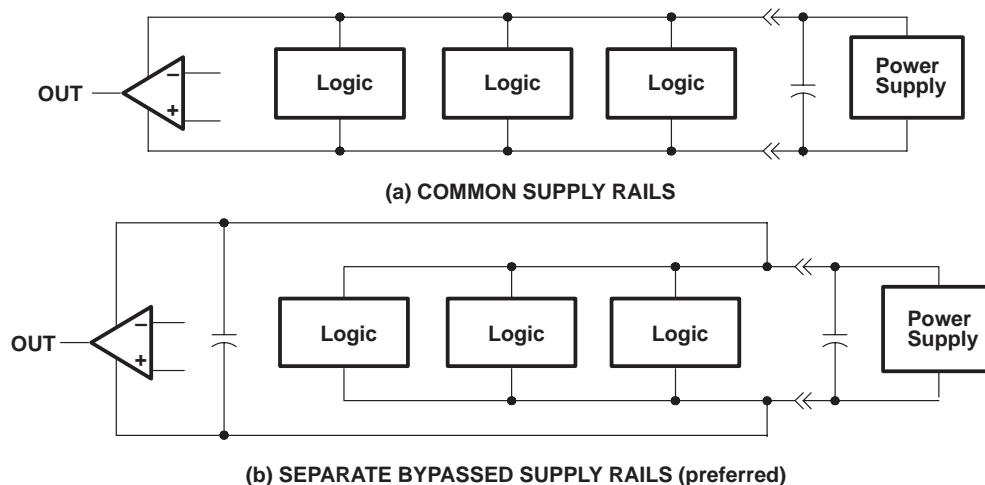 OUT
−
+
Logic
Logic
Logic
Power
Supply
(a) COMMON SUPPLY RAILS
OUT
−
+
Logic
Logic
Logic
Power
Supply
(b) SEPARATE BYPASSED SUPPLY RAILS (preferred)